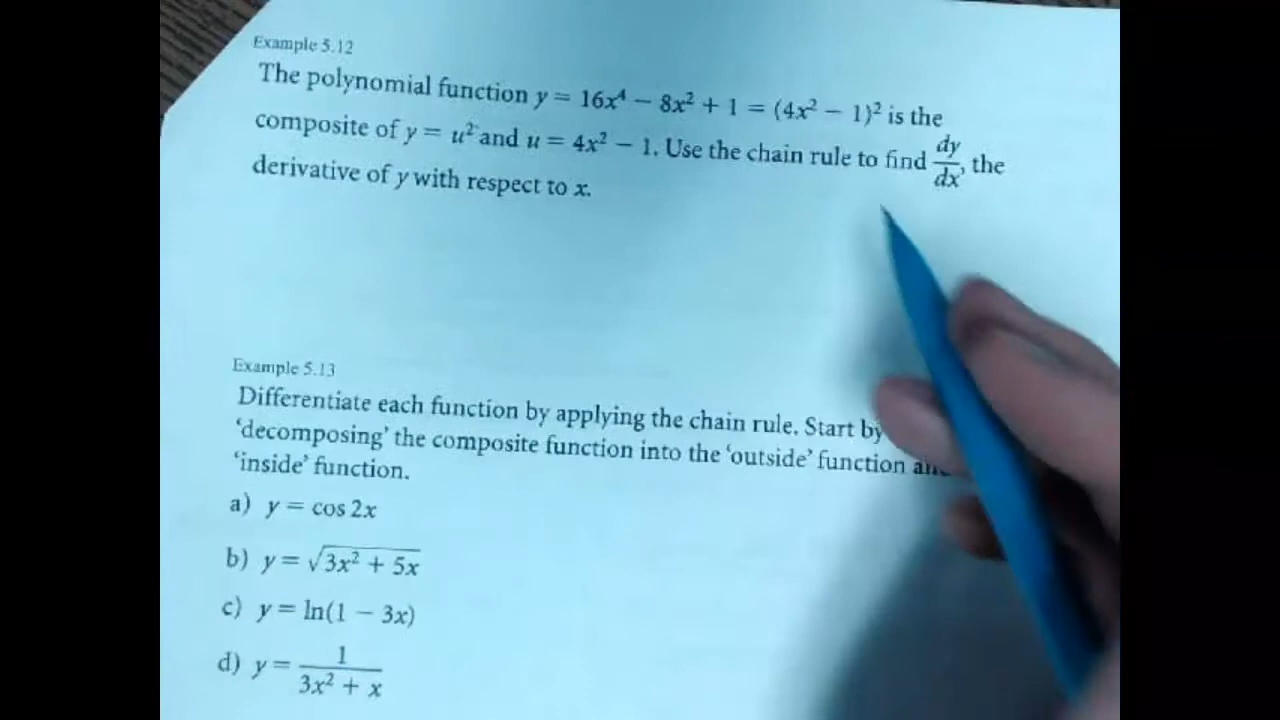 Example 5.12
The polynomial function y = 16x⁴ − 8x² + 1 = (4x² − 1)² is the
composite of y = u² and u = 4x² − 1. Use the chain rule to find dy/dx, the
derivative of y with respect to x.
Example 5.13
Differentiate each function by applying the chain rule. Start by
‘decomposing’ the composite function into the ‘outside’ function
‘inside’ function.
a) y = cos 2x
b) y = √(3x² + 5x)
c) y = ln(1 − 3x)
d) y = 1/(3x² + x)